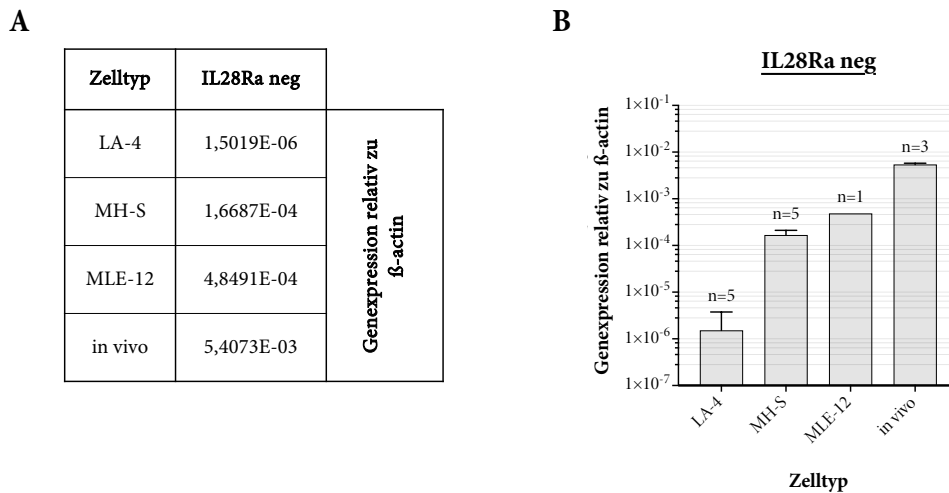 A
Zelltyp IL28Ra neg
LA-4 1,5019E-06
MH-S 1,6687E-04
MLE-12 4,8491E-04
in vivo 5,4073E-03
Genexpression relativ zu
ß-actin
B
IL28Ra neg
Genexpression relativ zu ß-actin
1×10⁻¹
1×10⁻²
1×10⁻³
1×10⁻⁴
1×10⁻⁵
1×10⁻⁶
1×10⁻⁷
n=5
n=5
n=1
n=3
LA-4
MH-S
MLE-12
in vivo
Zelltyp